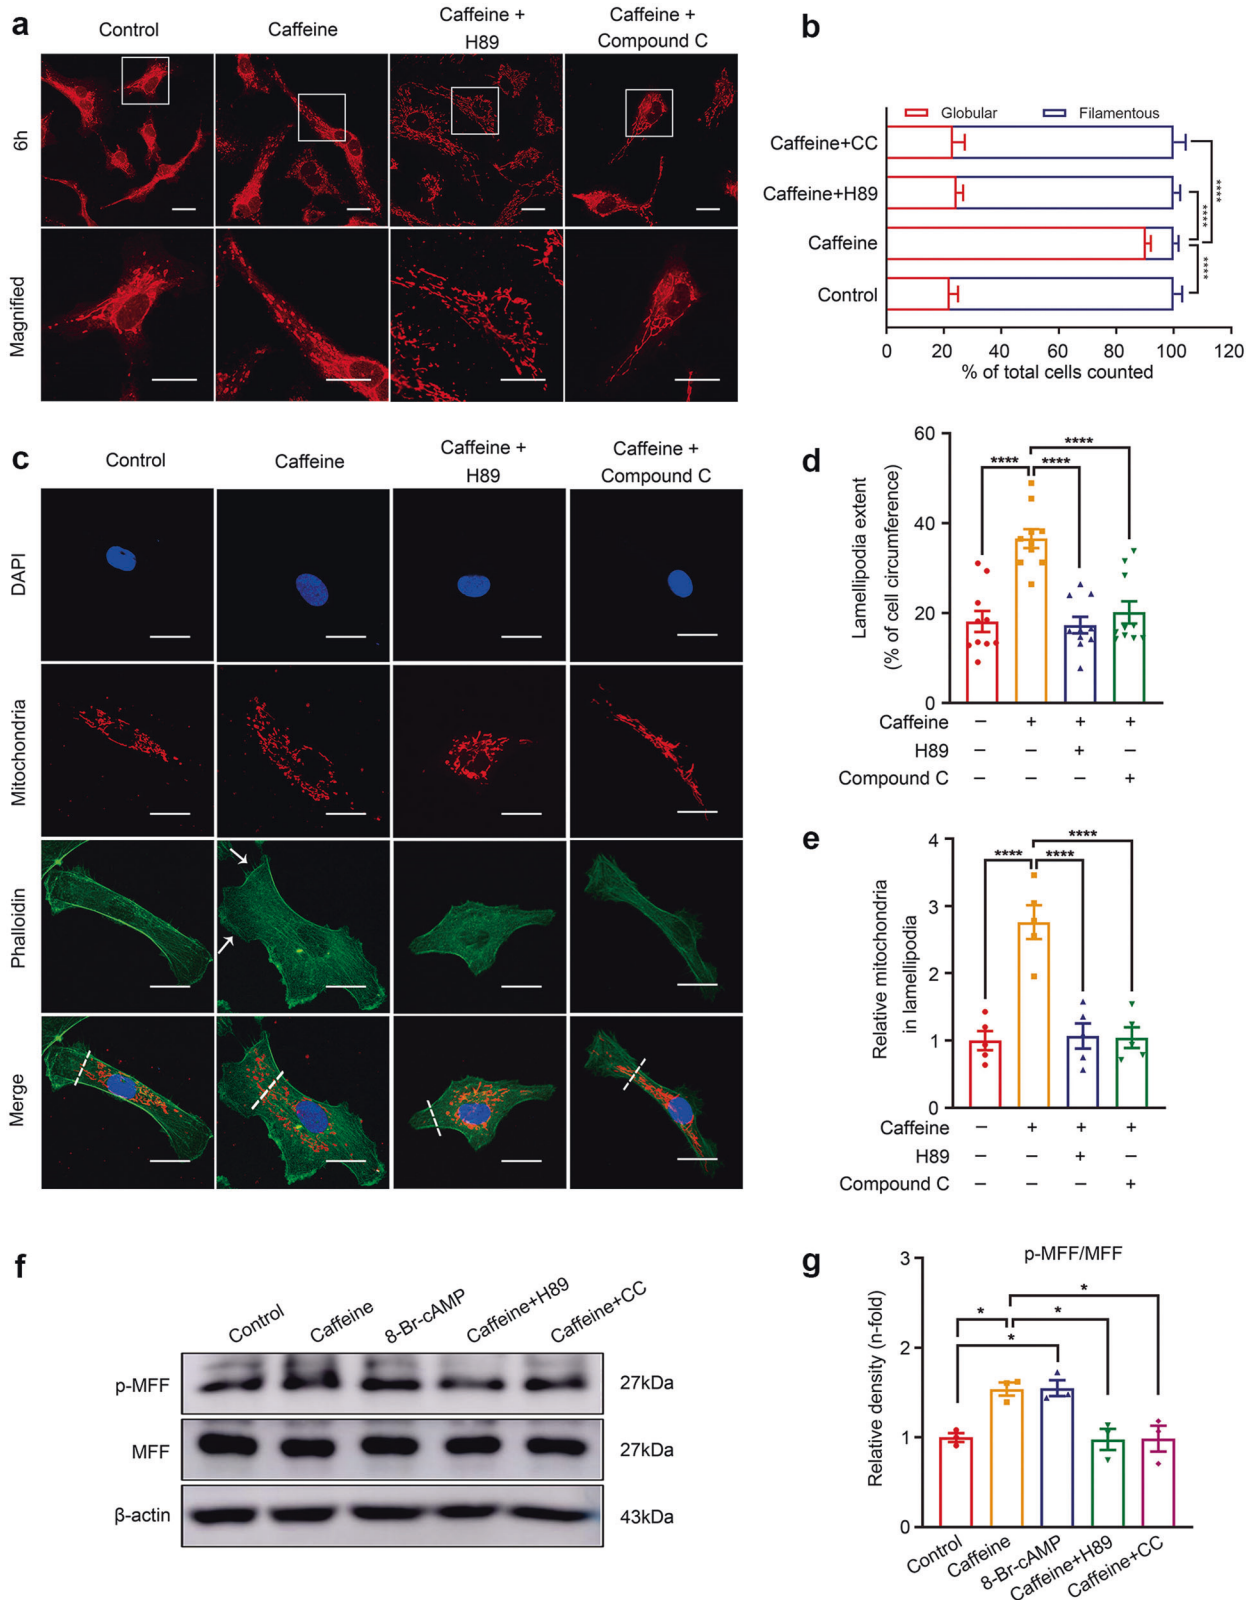 a
Control
Caffeine
Caffeine +
H89
Caffeine +
Compound C
6h
Magnified
b
Globular
Filamentous
Caffeine+CC
Caffeine+H89
Caffeine
Control
****
****
****
0
20
40
60
80
100
120
% of total cells counted
c
Control
Caffeine
Caffeine +
H89
Caffeine +
Compound C
DAPI
Mitochondria
Phalloidin
Merge
d
Lamellipodia extent
(% of cell circumference)
60
40
20
0
****
****
****
Caffeine − + + +
H89 − − + −
Compound C − − − +
e
Relative mitochondria
in lamellipodia
4
3
2
1
0
****
****
****
Caffeine − + + +
H89 − − + −
Compound C − − − +
f
Control
Caffeine
8-Br-cAMP
Caffeine+H89
Caffeine+CC
p-MFF
27kDa
MFF
27kDa
β-actin
43kDa
g
p-MFF/MFF
Relative density (n-fold)
3
2
1
0
*
*
*
*
Control
Caffeine
8-Br-cAMP
Caffeine+H89
Caffeine+CC